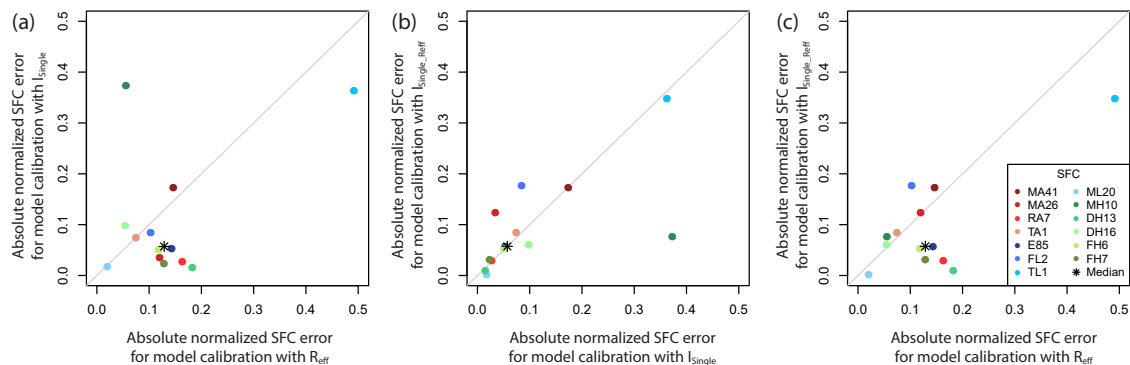 (a)
Absolute normalized SFC error
for model calibration with I_Single
0.5
0.4
0.3
0.2
0.1
0.0
0.0 0.1 0.2 0.3 0.4 0.5
Absolute normalized SFC error
for model calibration with R_eff
(b)
Absolute normalized SFC error
for model calibration with I_Single_Reff
0.5
0.4
0.3
0.2
0.1
0.0
0.0 0.1 0.2 0.3 0.4 0.5
Absolute normalized SFC error
for model calibration with I_Single
(c)
Absolute normalized SFC error
for model calibration with I_Single_Reff
0.5
0.4
0.3
0.2
0.1
0.0
0.0 0.1 0.2 0.3 0.4 0.5
Absolute normalized SFC error
for model calibration with R_eff
SFC
MA41 ML20
MA26 MH10
RA7 DH13
TA1 DH16
E85 FH6
FL2 FH7
TL1 Median